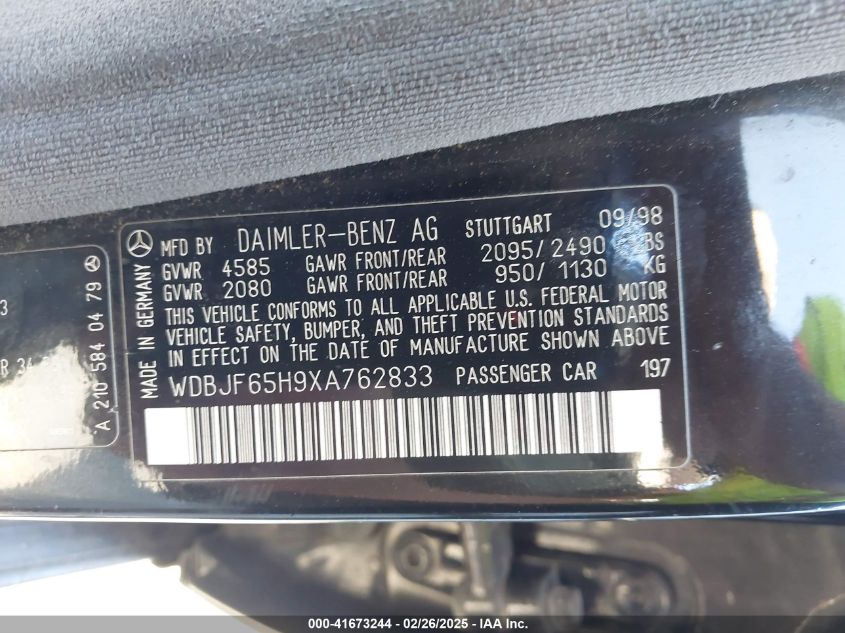 MFD BY DAIMLER-BENZ AG STUTTGART 09/98
GVWR 4585 GAWR FRONT/REAR 2095/2490 LBS
GVWR 2080 GAWR FRONT/REAR 950/1130 KG
THIS VEHICLE CONFORMS TO ALL APPLICABLE U.S. FEDERAL MOTOR
VEHICLE SAFETY, BUMPER, AND THEFT PREVENTION STANDARDS
IN EFFECT ON THE DATE OF MANUFACTURE SHOWN ABOVE
WDBJF65H9XA762833 PASSENGER CAR 197
MADE IN GERMANY
A 210 584 04 79
3
R 34
000-41673244 / 02/26/2025 - IAA Inc.